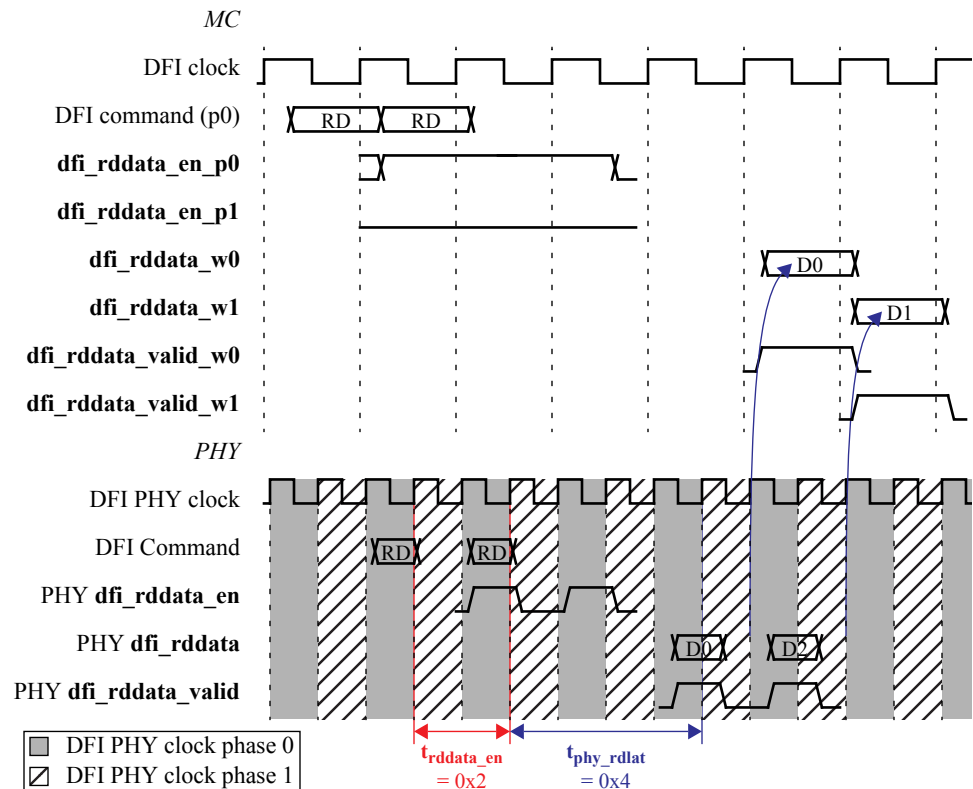 MC
DFI clock
DFI command (p0) RD RD
dfi_rddata_en_p0
dfi_rddata_en_p1
dfi_rddata_w0 D0
dfi_rddata_w1 D1
dfi_rddata_valid_w0
dfi_rddata_valid_w1
PHY
DFI PHY clock
DFI Command RD RD
PHY dfi_rddata_en
PHY dfi_rddata D0 D2
PHY dfi_rddata_valid
DFI PHY clock phase 0
DFI PHY clock phase 1
trddata_en
= 0x2
tphy_rdlat
= 0x4